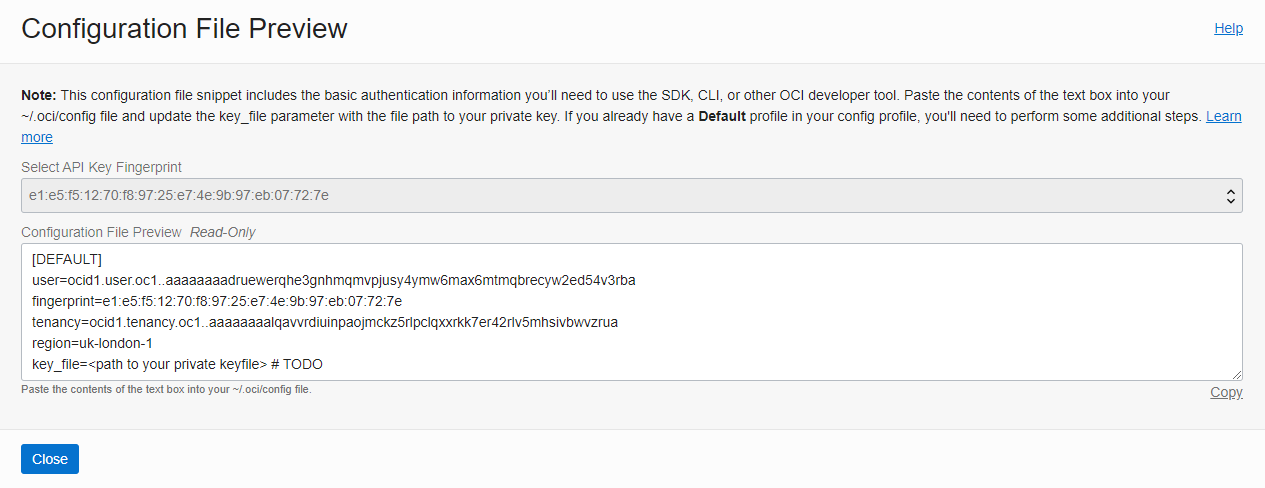 Configuration File Preview
Help
Note: This configuration file snippet includes the basic authentication information you'll need to use the SDK, CLI, or other OCI developer tool. Paste the contents of the text box into your
~/.oci/config file and update the key_file parameter with the file path to your private key. If you already have a Default profile in your config profile, you'll need to perform some additional steps. Learn
more
Select API Key Fingerprint
e1:e5:f5:12:70:f8:97:25:e7:4e:9b:97:eb:07:72:7e
Configuration File Preview Read-Only
[DEFAULT]
user=ocid1.user.oc1..aaaaaaaadruewerqhe3gnhmqmvpjusy4ymw6max6mtmqbrecyw2ed54v3rba
fingerprint=e1:e5:f5:12:70:f8:97:25:e7:4e:9b:97:eb:07:72:7e
tenancy=ocid1.tenancy.oc1..aaaaaaaalqavvrdiuinpaojmckz5rlpclqxxrkk7er42rlv5mhsivbwvzrua
region=uk-london-1
key_file=<path to your private keyfile> # TODO
Paste the contents of the text box into your ~/.oci/config file.
Copy
Close